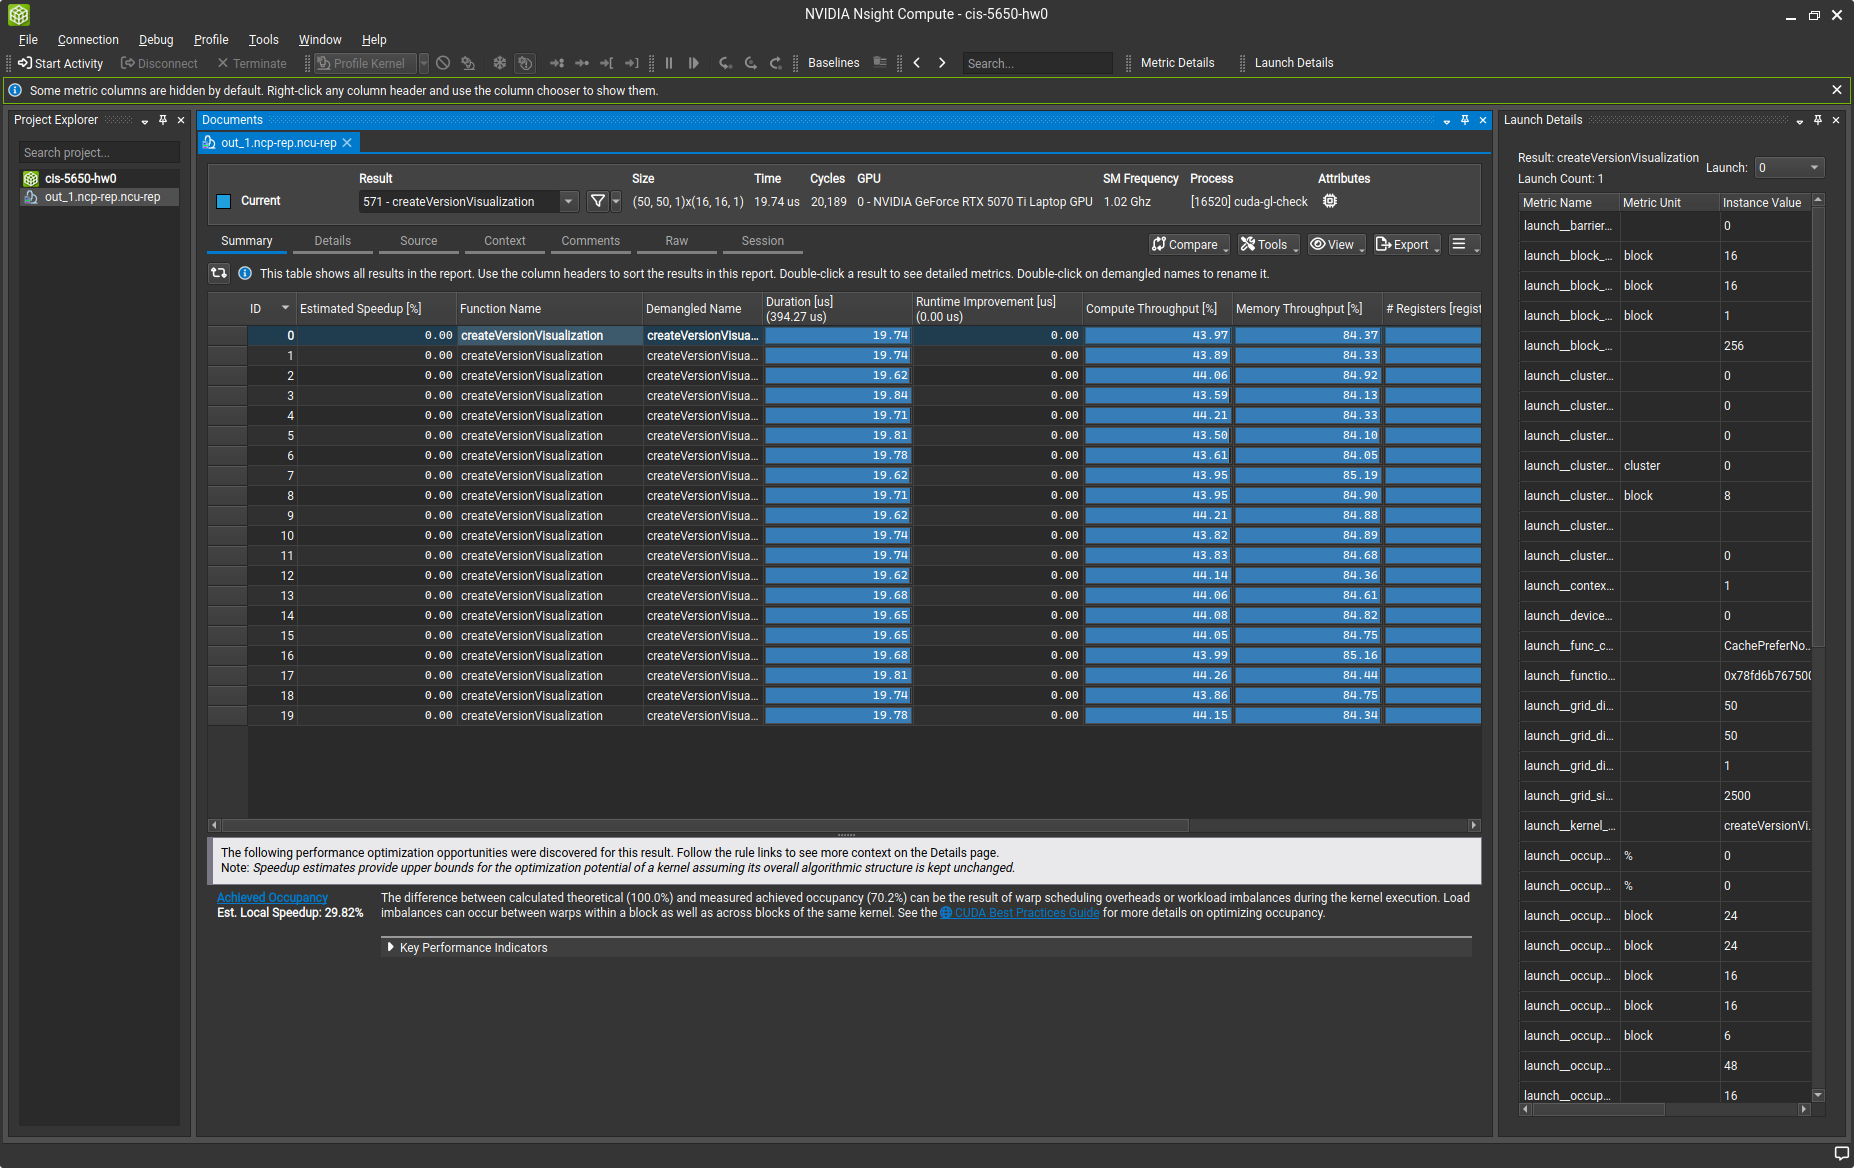 NVIDIA Nsight Compute - cis-5650-hw0
File Connection Debug Profile Tools Window Help
Start Activity Disconnect Terminate Profile Kernel Baselines Search... Metric Details Launch Details
Some metric columns are hidden by default. Right-click any column header and use the column chooser to show them.
Project Explorer
Search project...
cis-5650-hw0
out_1.ncp-rep.ncu-rep
Documents
out_1.ncp-rep.ncu-rep
Result Size Time Cycles GPU SM Frequency Process Attributes
Current 571 - createVersionVisualization (50, 50, 1)x(16, 16, 1) 19.74 us 20,189 0 - NVIDIA GeForce RTX 5070 Ti Laptop GPU 1.02 Ghz [16520] cuda-gl-check
Summary Details Source Context Comments Raw Session Compare Tools View Export
This table shows all results in the report. Use the column headers to sort the results in this report. Double-click a result to see detailed metrics. Double-click on demangled names to rename it.
ID Estimated Speedup [%] Function Name Demangled Name Duration [us] (394.27 us) Runtime Improvement [us] (0.00 us) Compute Throughput [%] Memory Throughput [%] # Registers [regist
0 0.00 createVersionVisualization createVersionVisua... 19.74 0.00 43.97 84.37
1 0.00 createVersionVisualization createVersionVisua... 19.74 0.00 43.89 84.33
2 0.00 createVersionVisualization createVersionVisua... 19.62 0.00 44.06 84.92
3 0.00 createVersionVisualization createVersionVisua... 19.84 0.00 43.59 84.13
4 0.00 createVersionVisualization createVersionVisua... 19.71 0.00 44.21 84.33
5 0.00 createVersionVisualization createVersionVisua... 19.81 0.00 43.50 84.10
6 0.00 createVersionVisualization createVersionVisua... 19.78 0.00 43.61 84.05
7 0.00 createVersionVisualization createVersionVisua... 19.62 0.00 43.95 85.19
8 0.00 createVersionVisualization createVersionVisua... 19.71 0.00 43.95 84.90
9 0.00 createVersionVisualization createVersionVisua... 19.62 0.00 44.21 84.88
10 0.00 createVersionVisualization createVersionVisua... 19.74 0.00 43.82 84.89
11 0.00 createVersionVisualization createVersionVisua... 19.74 0.00 43.83 84.68
12 0.00 createVersionVisualization createVersionVisua... 19.62 0.00 44.14 84.36
13 0.00 createVersionVisualization createVersionVisua... 19.68 0.00 44.06 84.61
14 0.00 createVersionVisualization createVersionVisua... 19.65 0.00 44.08 84.82
15 0.00 createVersionVisualization createVersionVisua... 19.65 0.00 44.05 84.75
16 0.00 createVersionVisualization createVersionVisua... 19.68 0.00 43.99 85.16
17 0.00 createVersionVisualization createVersionVisua... 19.81 0.00 44.26 84.44
18 0.00 createVersionVisualization createVersionVisua... 19.74 0.00 43.86 84.75
19 0.00 createVersionVisualization createVersionVisua... 19.78 0.00 44.15 84.34
The following performance optimization opportunities were discovered for this result. Follow the rule links to see more context on the Details page.
Note: Speedup estimates provide upper bounds for the optimization potential of a kernel assuming its overall algorithmic structure is kept unchanged.
Achieved Occupancy
Est. Local Speedup: 29.82%
The difference between calculated theoretical (100.0%) and measured achieved occupancy (70.2%) can be the result of warp scheduling overheads or workload imbalances during the kernel execution. Load
imbalances can occur between warps within a block as well as across blocks of the same kernel. See the CUDA Best Practices Guide for more details on optimizing occupancy.
Key Performance Indicators
Launch Details
Result: createVersionVisualization
Launch Count: 1
Launch: 0
Metric Name Metric Unit Instance Value
launch__barrier... 0
launch__block_... block 16
launch__block_... block 16
launch__block_... block 1
launch__block_... 256
launch__cluster... 0
launch__cluster... 0
launch__cluster... 0
launch__cluster... cluster 0
launch__cluster... block 8
launch__cluster...
launch__cluster... 0
launch__contex... 1
launch__device... 0
launch__func_c... CachePreferNo...
launch__functio... 0x78fd6b767500
launch__grid_di... 50
launch__grid_di... 50
launch__grid_di... 1
launch__grid_si... 2500
launch__kernel_... createVersionVi.
launch__occup... % 0
launch__occup... % 0
launch__occup... block 24
launch__occup... block 24
launch__occup... block 16
launch__occup... block 16
launch__occup... block 6
launch__occup... 48
launch__occup... 16